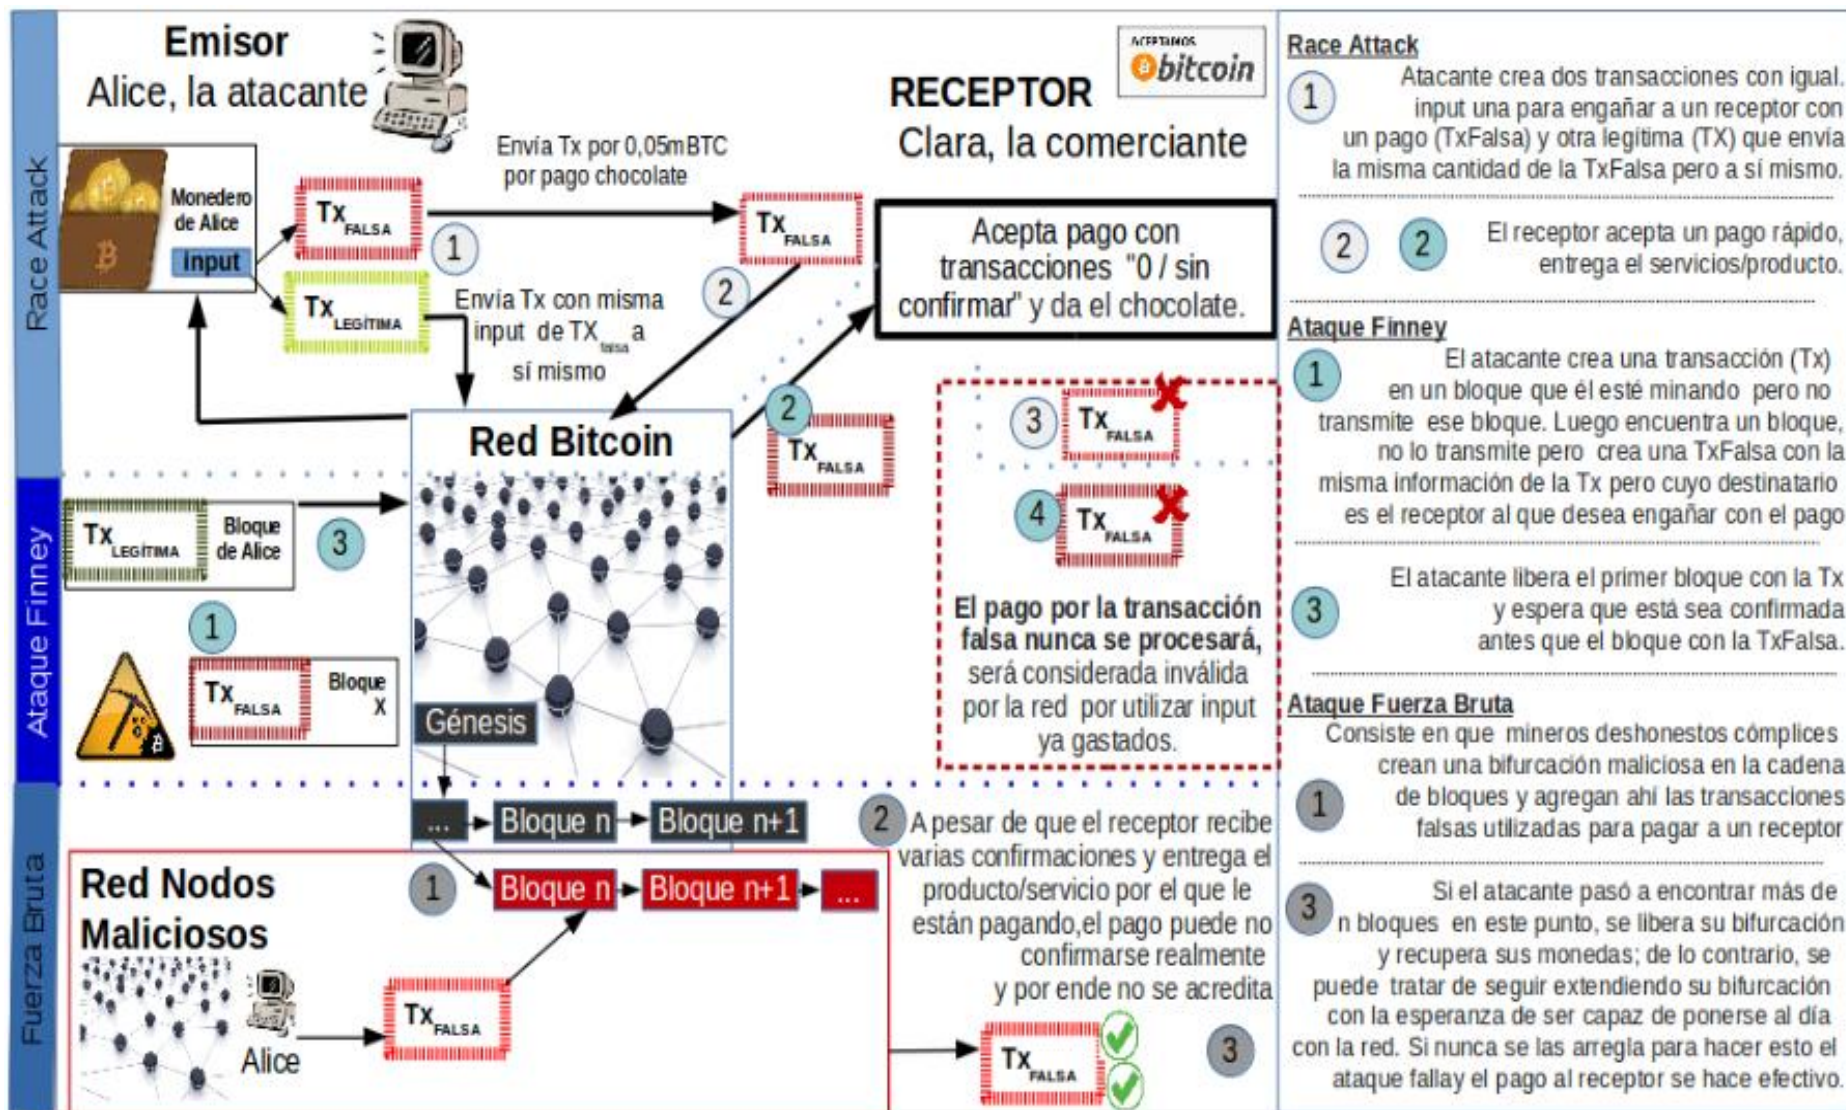 Emisor
Alice, la atacante
ACEPTAMOS
bitcoin
RECEPTOR
Clara, la comerciante
Race Attack
Monedero
de Alice
input
Tx FALSA
1
Envía Tx por 0,05mBTC
por pago chocolate
Tx FALSA
2
Tx LEGÍTIMA
Envía Tx con misma
input de TX falsa a
sí mismo
Acepta pago con
transacciones "0 / sin
confirmar" y da el chocolate.
2
Tx FALSA
3
Tx FALSA
4
Tx FALSA
El pago por la transacción
falsa nunca se procesará,
será considerada inválida
por la red por utilizar input
ya gastados.
Red Bitcoin
Ataque Finney
Tx LEGÍTIMA
Bloque
de Alice
3
1
Tx FALSA
Bloque
X
Génesis
Fuerza Bruta
... Bloque n Bloque n+1
1
Bloque n Bloque n+1 ...
Red Nodos
Maliciosos
Alice
Tx FALSA
2
A pesar de que el receptor recibe
varias confirmaciones y entrega el
producto/servicio por el que le
están pagando,el pago puede no
confirmarse realmente
y por ende no se acredita
Tx FALSA
3
Race Attack
1
Atacante crea dos transacciones con igual.
input una para engañar a un receptor con
un pago (TxFalsa) y otra legítima (TX) que envía
la misma cantidad de la TxFalsa pero a sí mismo.
2 2
El receptor acepta un pago rápido,
entrega el servicios/producto.
Ataque Finney
1
El atacante crea una transacción (Tx)
en un bloque que él esté minando pero no
transmite ese bloque. Luego encuentra un bloque,
no lo transmite pero crea una TxFalsa con la
misma información de la Tx pero cuyo destinatario
es el receptor al que desea engañar con el pago
3
El atacante libera el primer bloque con la Tx
y espera que está sea confirmada
antes que el bloque con la TxFalsa.
Ataque Fuerza Bruta
1
Consiste en que mineros deshonestos cómplices
crean una bifurcación maliciosa en la cadena
de bloques y agregan ahí las transacciones
falsas utilizadas para pagar a un receptor
3
Si el atacante pasó a encontrar más de
n bloques en este punto, se libera su bifurcación
y recupera sus monedas; de lo contrario, se
puede tratar de seguir extendiendo su bifurcación
con la esperanza de ser capaz de ponerse al día
con la red. Si nunca se las arregla para hacer esto el
ataque fallay el pago al receptor se hace efectivo.